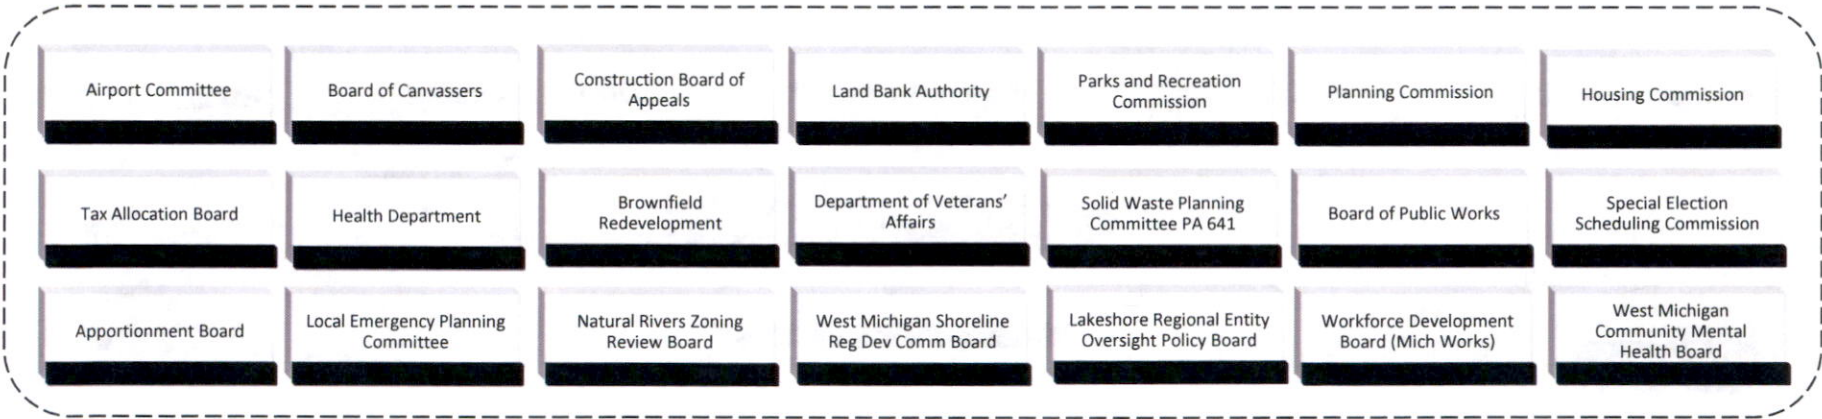 Airport Committee
Board of Canvassers
Construction Board of
Appeals
Land Bank Authority
Parks and Recreation
Commission
Planning Commission
Housing Commission
Tax Allocation Board
Health Department
Brownfield
Redevelopment
Department of Veterans'
Affairs
Solid Waste Planning
Committee PA 641
Board of Public Works
Special Election
Scheduling Commission
Apportionment Board
Local Emergency Planning
Committee
Natural Rivers Zoning
Review Board
West Michigan Shoreline
Reg Dev Comm Board
Lakeshore Regional Entity
Oversight Policy Board
Workforce Development
Board (Mich Works)
West Michigan
Community Mental
Health Board